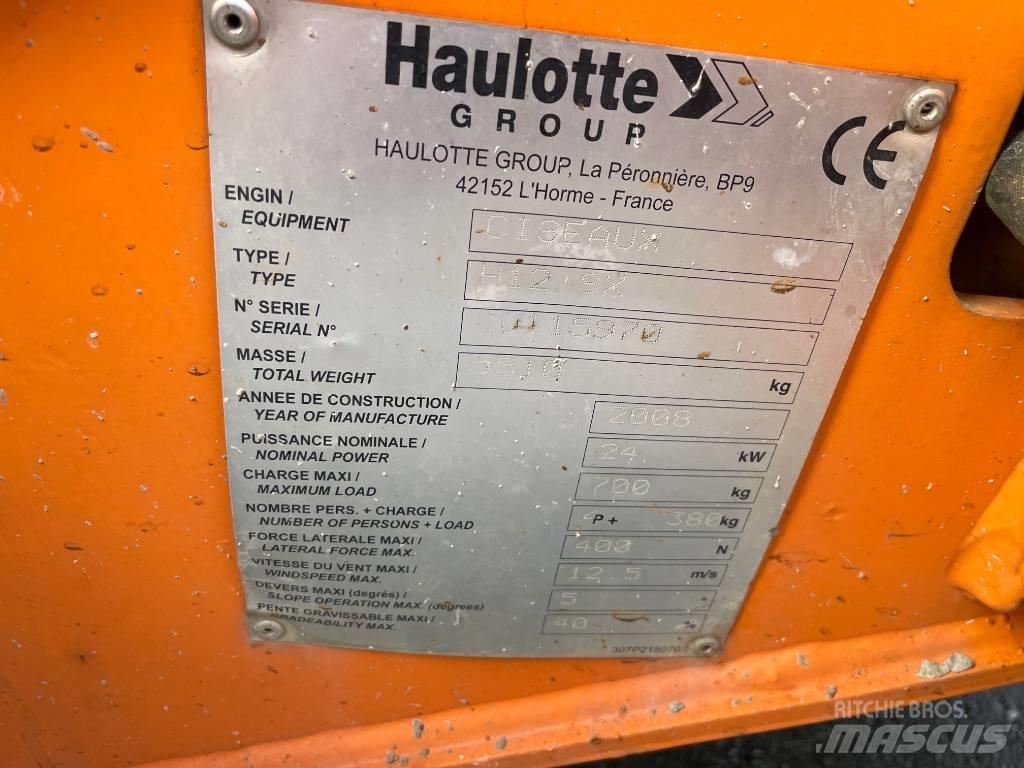 Haulotte
GROUP
HAULOTTE GROUP, La Péronnière, BP9
42152 L'Horme - France
CE
ENGIN /
EQUIPMENT CISEAUX
TYPE /
TYPE H12 SX
N° SERIE /
SERIAL N°
MASSE /
TOTAL WEIGHT 5510 kg
ANNEE DE CONSTRUCTION /
YEAR OF MANUFACTURE 2008
PUISSANCE NOMINALE /
NOMINAL POWER 24 kW
CHARGE MAXI /
MAXIMUM LOAD 700 kg
NOMBRE PERS. + CHARGE /
NUMBER OF PERSONS + LOAD P + 380 kg
FORCE LATERALE MAXI /
LATERAL FORCE MAX. 400 N
VITESSE DU VENT MAXI /
WINDSPEED MAX. 12.5 m/s
DEVERS MAXI (degrés) /
SLOPE OPERATION MAX. (degrees) 5
PENTE GRAVISSABLE MAXI /
GRADEABILITY MAX. 40 %
RITCHIE BROS.
MASCUS